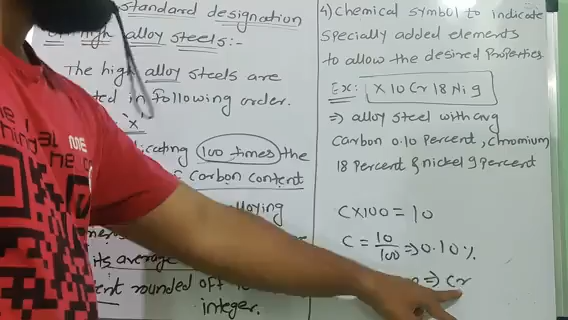 standard designation
high alloy steels:-
The high alloy steels are
ted in following order.
'x'
icating 100 times the
of carbon content
lloying
its average
ent rounded off
integer.
4) Chemical symbol to indicate
specially added elements
to allow the desired Properties
Ex: X 10 Cr 18 Ni 9
⇒ alloy steel with avg
Carbon 0.10 Percent, chromium
18 Percent & nickel 9 percent
C×100 = 10
C = 10/100 ⇒ 0.10%
⇒ Cr